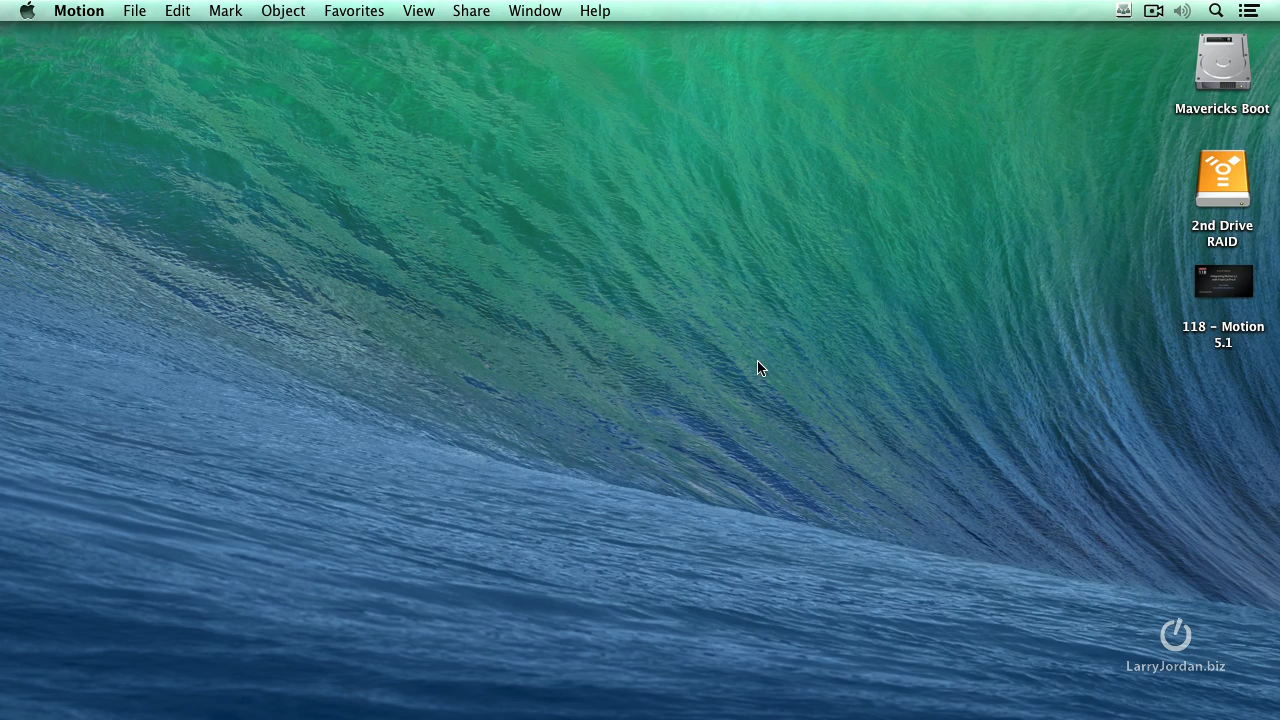 Motion File Edit Mark Object Favorites View Share Window Help
Mavericks Boot
2nd Drive
RAID
118 - Motion
5.1
LarryJordan.biz